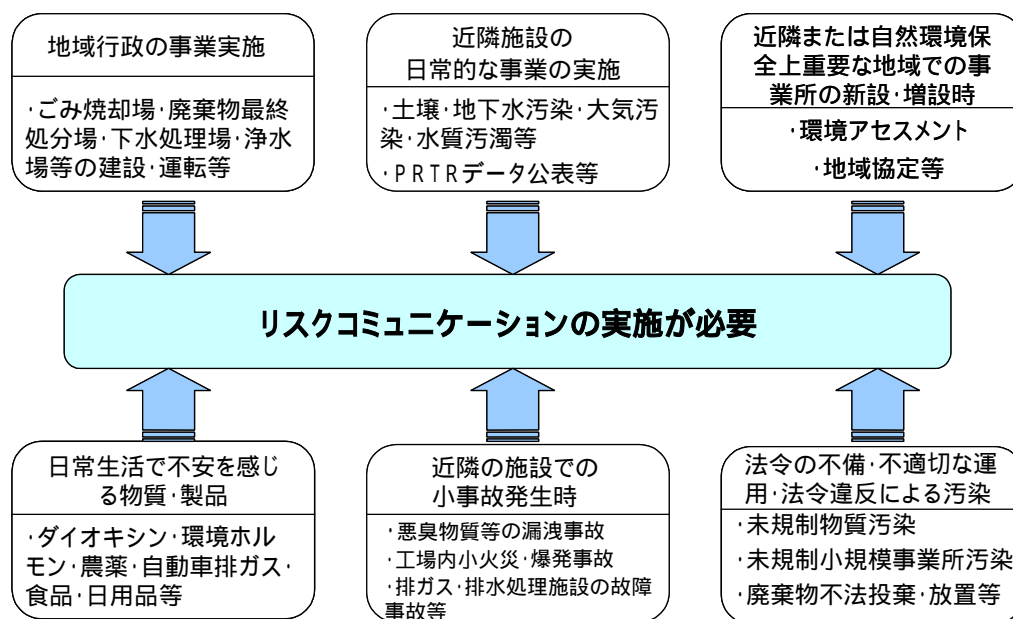 地域行政の事業実施
･ごみ焼却場･廃棄物最終
処分場･下水処理場･浄水
場等の建設･運転等
近隣施設の
日常的な事業の実施
･土壌･地下水汚染･大気汚
染･水質汚濁等
･PRTRデータ公表等
近隣または自然環境保
全上重要な地域での事
業所の新設･増設時
･環境アセスメント
･地域協定等
リスクコミュニケーションの実施が必要
日常生活で不安を感じ
る物質･製品
･ダイオキシン･環境ホル
モン･農薬･自動車排ガス･
食品･日用品等
近隣の施設での
小事故発生時
･悪臭物質等の漏洩事故
･工場内小火災･爆発事故
･排ガス･排水処理施設の故障
事故等
法令の不備･不適切な運
用･法令違反による汚染
･未規制物質汚染
･未規制小規模事業所汚染
･廃棄物不法投棄･放置等